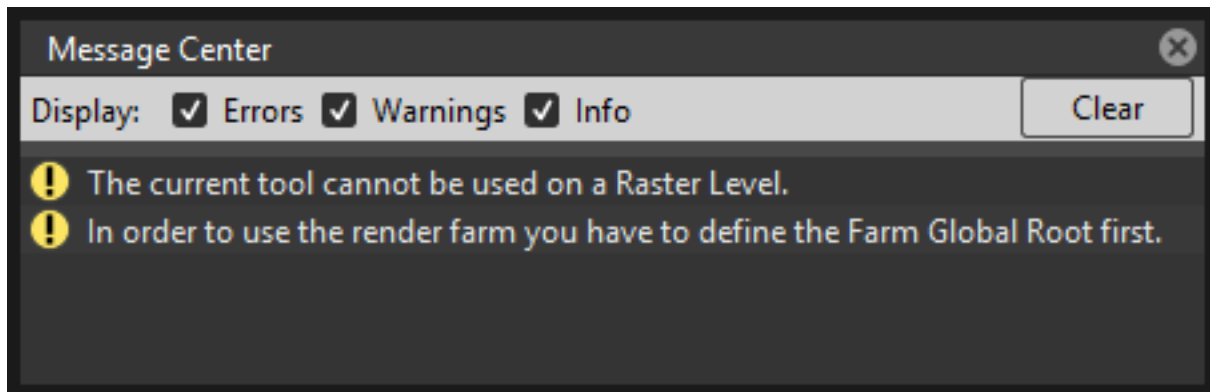 Message Center
Display: Errors Warnings Info Clear
The current tool cannot be used on a Raster Level.
In order to use the render farm you have to define the Farm Global Root first.